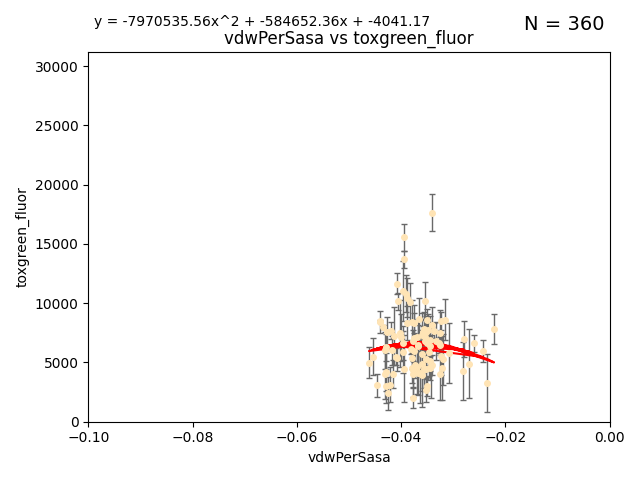 y = -7970535.56x^2 + -584652.36x + -4041.17
N = 360
vdwPerSasa vs toxgreen_fluor
30000
25000
20000
15000
10000
5000
0
toxgreen_fluor
−0.10
−0.08
−0.06
−0.04
−0.02
0.00
vdwPerSasa